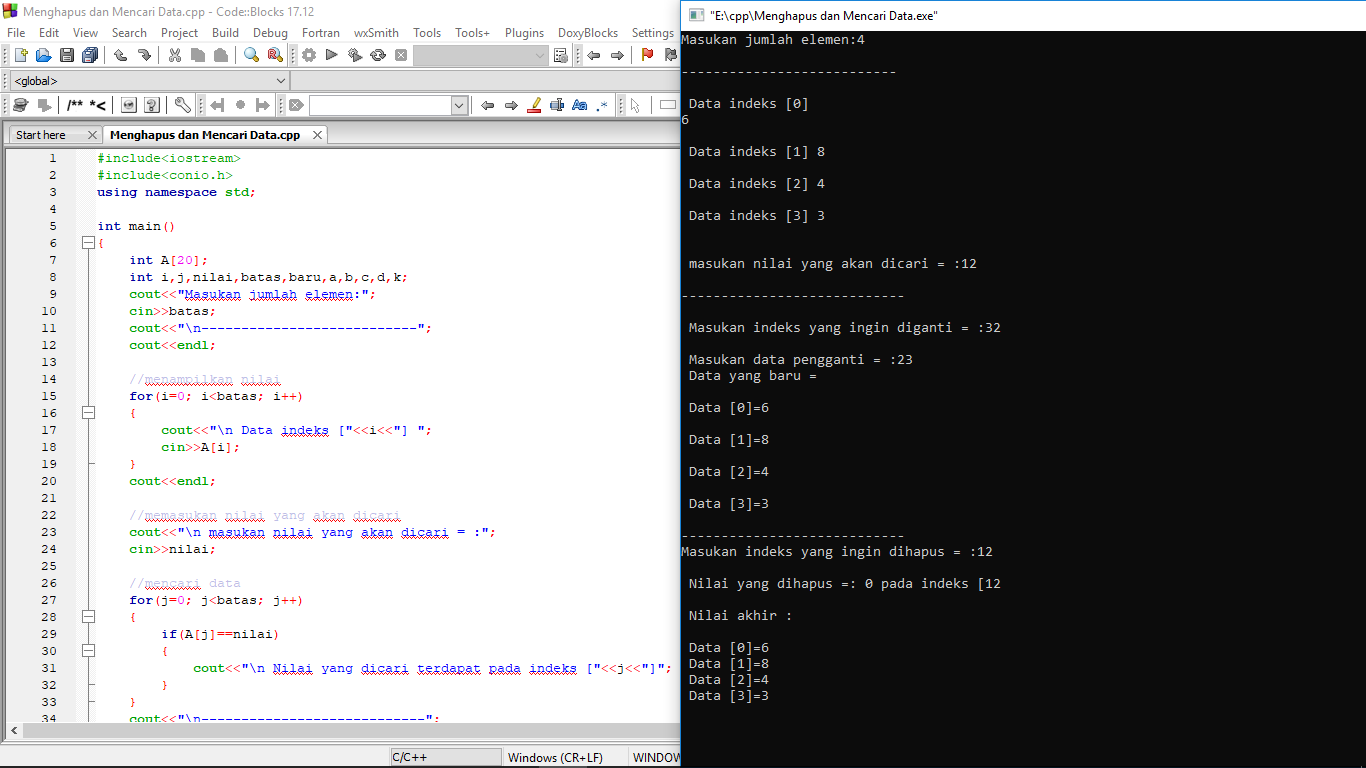 Menghapus dan Mencari Data.cpp - Code::Blocks 17.12
File Edit View Search Project Build Debug Fortran wxSmith Tools Tools+ Plugins DoxyBlocks Settings
<global>
/** *<
Aa .*
Start here Menghapus dan Mencari Data.cpp
1 #include<iostream>
2 #include<conio.h>
3 using namespace std;
4
5 int main()
6 {
7 int A[20];
8 int i,j,nilai,batas,baru,a,b,c,d,k;
9 cout<<"Masukan jumlah elemen:";
10 cin>>batas;
11 cout<<"\n---------------------------";
12 cout<<endl;
13
14 //menampilkan nilai
15 for(i=0; i<batas; i++)
16 {
17 cout<<"\n Data indeks ["<<i<<"] ";
18 cin>>A[i];
19 }
20 cout<<endl;
21
22 //memasukan nilai yang akan dicari
23 cout<<"\n masukan nilai yang akan dicari = :";
24 cin>>nilai;
25
26 //mencari data
27 for(j=0; j<batas; j++)
28 {
29 if(A[j]==nilai)
30 {
31 cout<<"\n Nilai yang dicari terdapat pada indeks ["<<j<<"]";
32 }
33 }
34 cout<<"\n----------------------------";
C/C++ Windows (CR+LF) WINDOW
"E:\cpp\Menghapus dan Mencari Data.exe"
Masukan jumlah elemen:4
---------------------------
Data indeks [0]
6
Data indeks [1] 8
Data indeks [2] 4
Data indeks [3] 3
masukan nilai yang akan dicari = :12
----------------------------
Masukan indeks yang ingin diganti = :32
Masukan data pengganti = :23
Data yang baru =
Data [0]=6
Data [1]=8
Data [2]=4
Data [3]=3
----------------------------
Masukan indeks yang ingin dihapus = :12
Nilai yang dihapus =: 0 pada indeks [12
Nilai akhir :
Data [0]=6
Data [1]=8
Data [2]=4
Data [3]=3